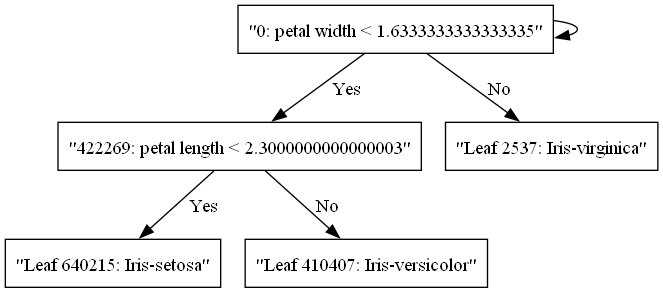 "0: petal width < 1.6333333333333335"
Yes
No
"422269: petal length < 2.3000000000000003"
"Leaf 2537: Iris-virginica"
Yes
No
"Leaf 640215: Iris-setosa"
"Leaf 410407: Iris-versicolor"